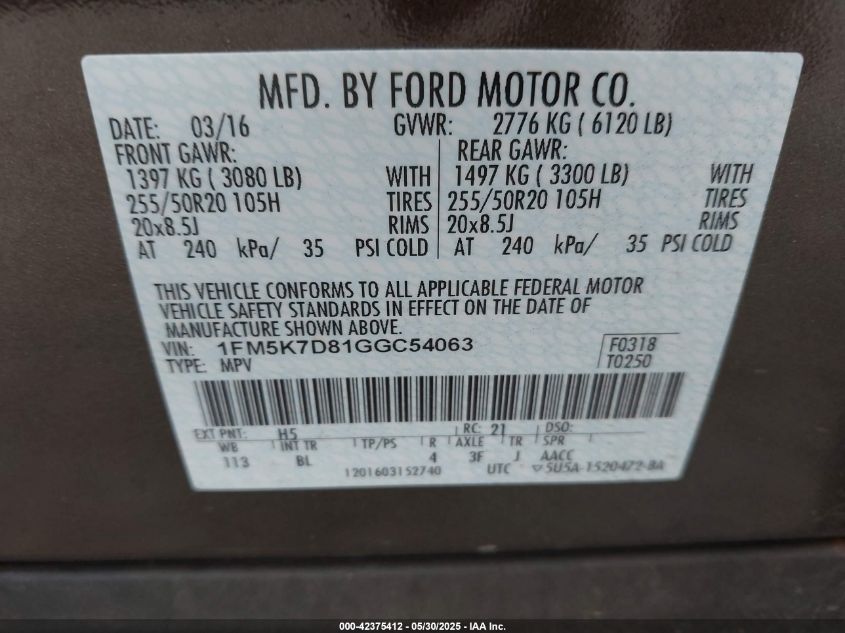 MFD. BY FORD MOTOR CO.
DATE: 03/16 GVWR: 2776 KG ( 6120 LB)
FRONT GAWR: REAR GAWR:
1397 KG ( 3080 LB) WITH 1497 KG ( 3300 LB) WITH
255/50R20 105H TIRES 255/50R20 105H TIRES
20x8.5J RIMS 20x8.5J RIMS
AT 240 kPa/ 35 PSI COLD AT 240 kPa/ 35 PSI COLD
THIS VEHICLE CONFORMS TO ALL APPLICABLE FEDERAL MOTOR
VEHICLE SAFETY STANDARDS IN EFFECT ON THE DATE OF
MANUFACTURE SHOWN ABOVE.
VIN: 1FM5K7D81GGC54063 F0318
TYPE: MPV T0250
EXT PNT: H5 RC: 21 DSO:
WB INT TR TP/PS R AXLE TR SPR
113 BL 4 3F J AACC
1201603152740 UTC 5U5A-1520472-BA
000-42375412 - 05/30/2025 - IAA Inc.